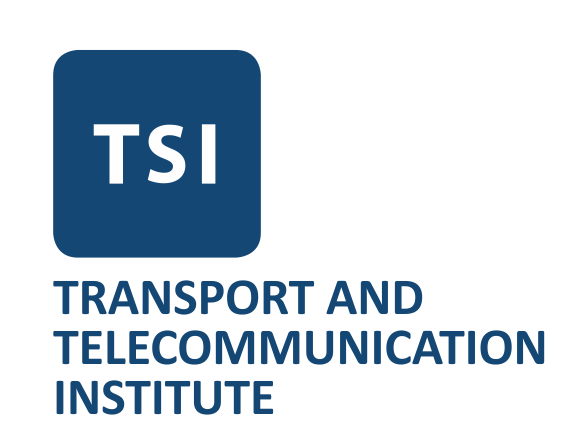 TSI
TRANSPORT AND
TELECOMMUNICATION
INSTITUTE